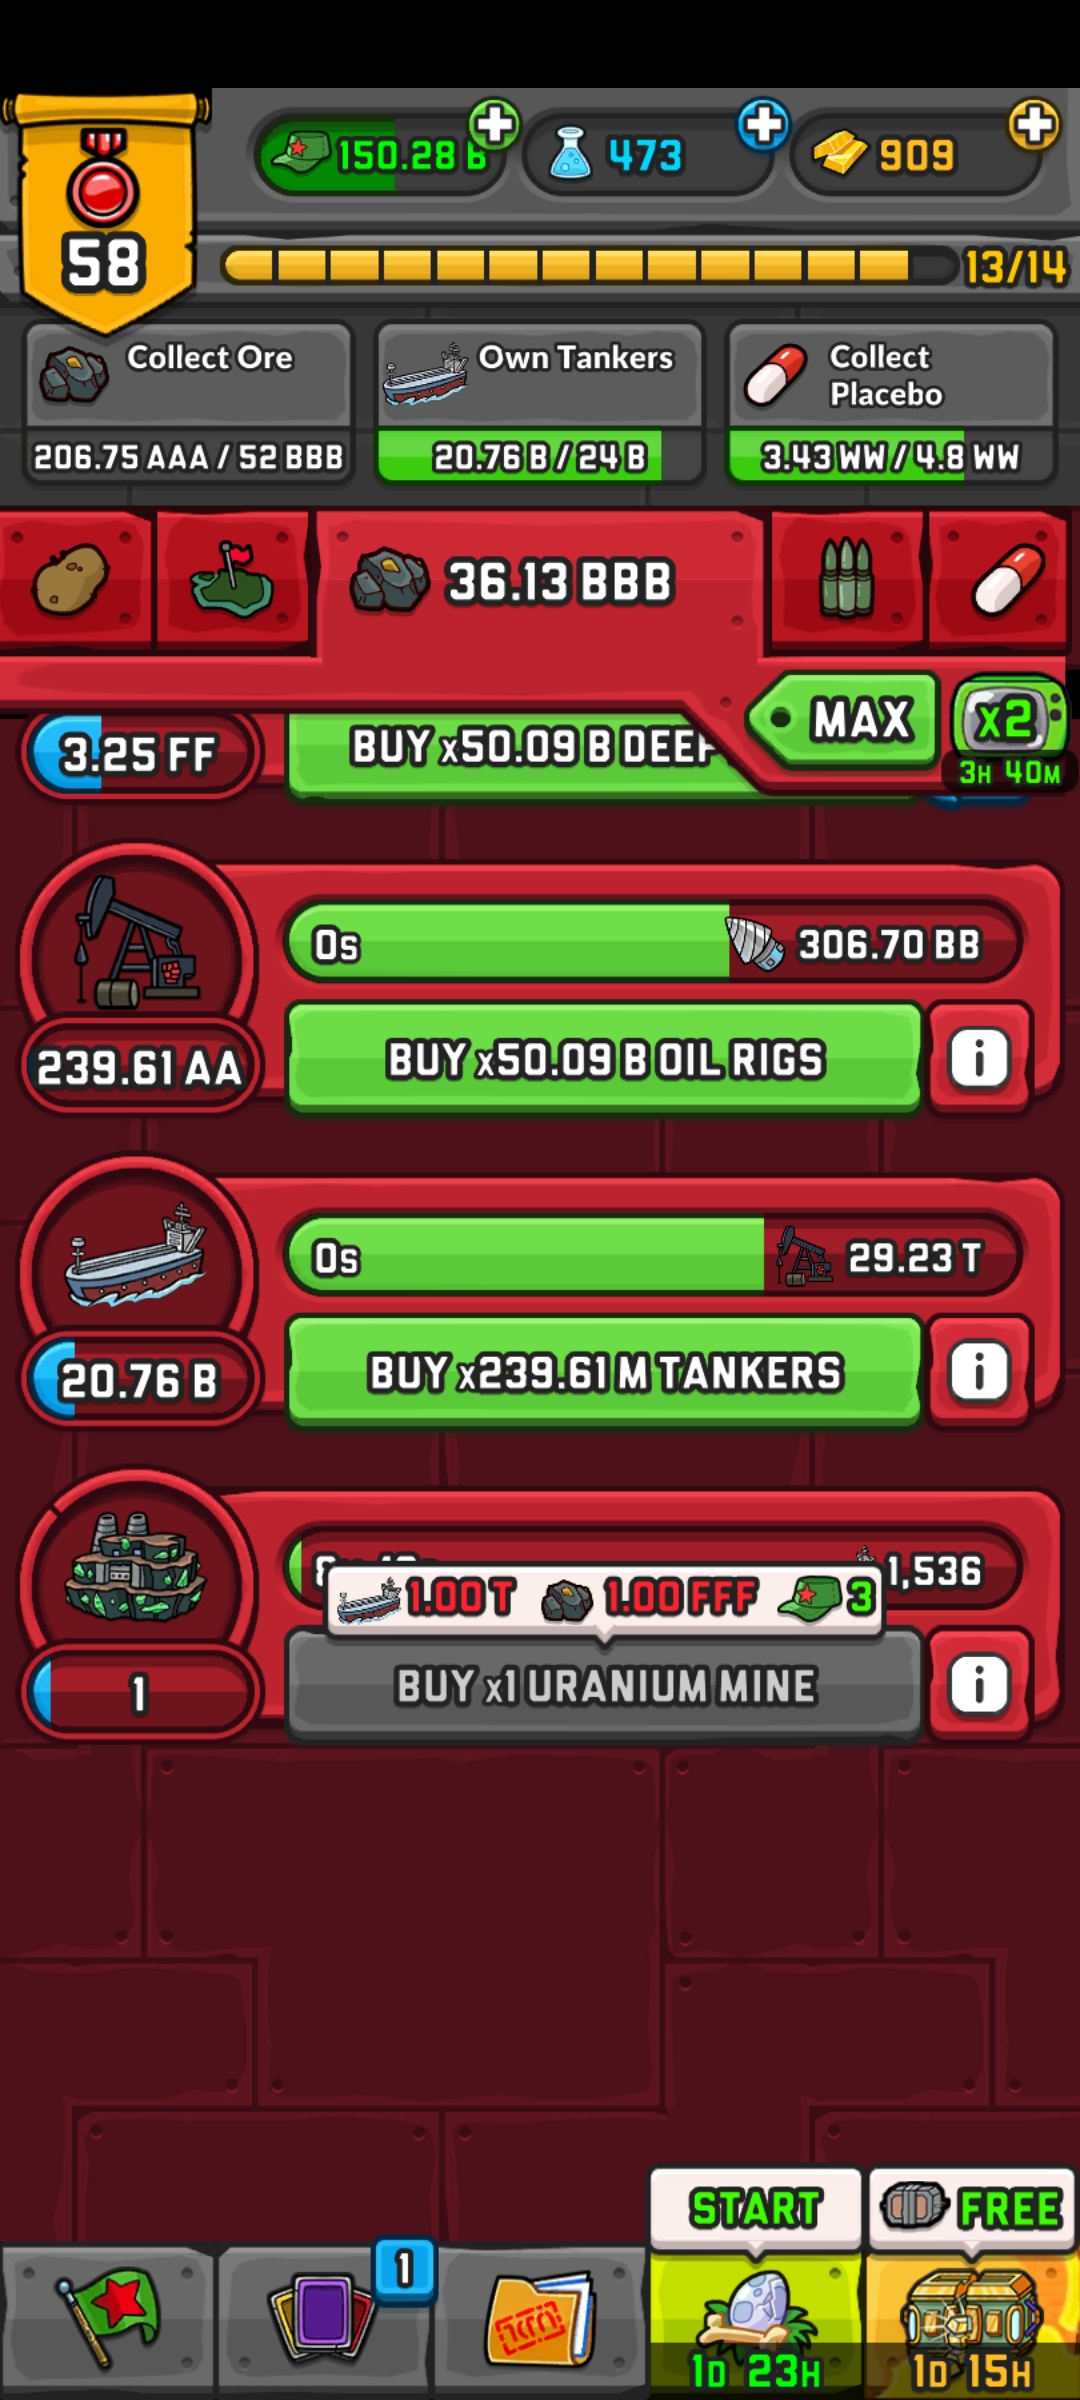 150.28 B
473
909
58
13/14
Collect Ore
Own Tankers
Collect
Placebo
206.75 AAA / 52 BBB
20.76 B / 24 B
3.43 WW / 4.8 WW
36.13 BBB
MAX
x2
3H 40M
3.25 FF
BUY x50.09 B DEEP
0s
306.70 BB
239.61 AA
BUY x50.09 B OIL RIGS
i
0s
29.23 T
20.76 B
BUY x239.61 M TANKERS
i
1,536
1.00 T
1.00 FFF
3
1
BUY x1 URANIUM MINE
i
START
FREE
1
1D 23H
1D 15H